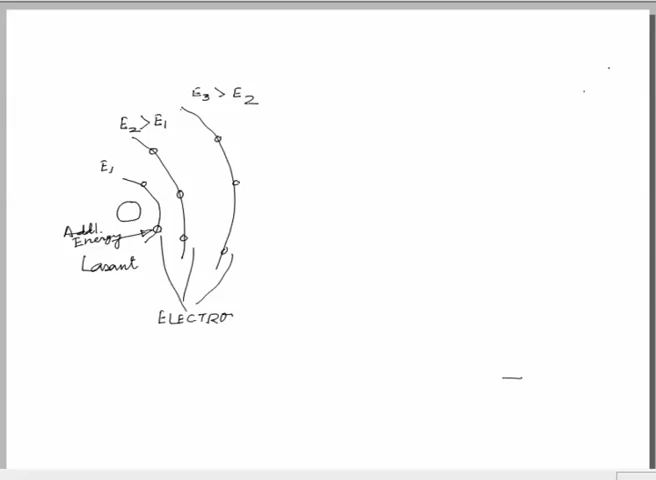 E3 > E2
E2 > E1
E1
Addl.
Energy
Lasant
ELECTRO